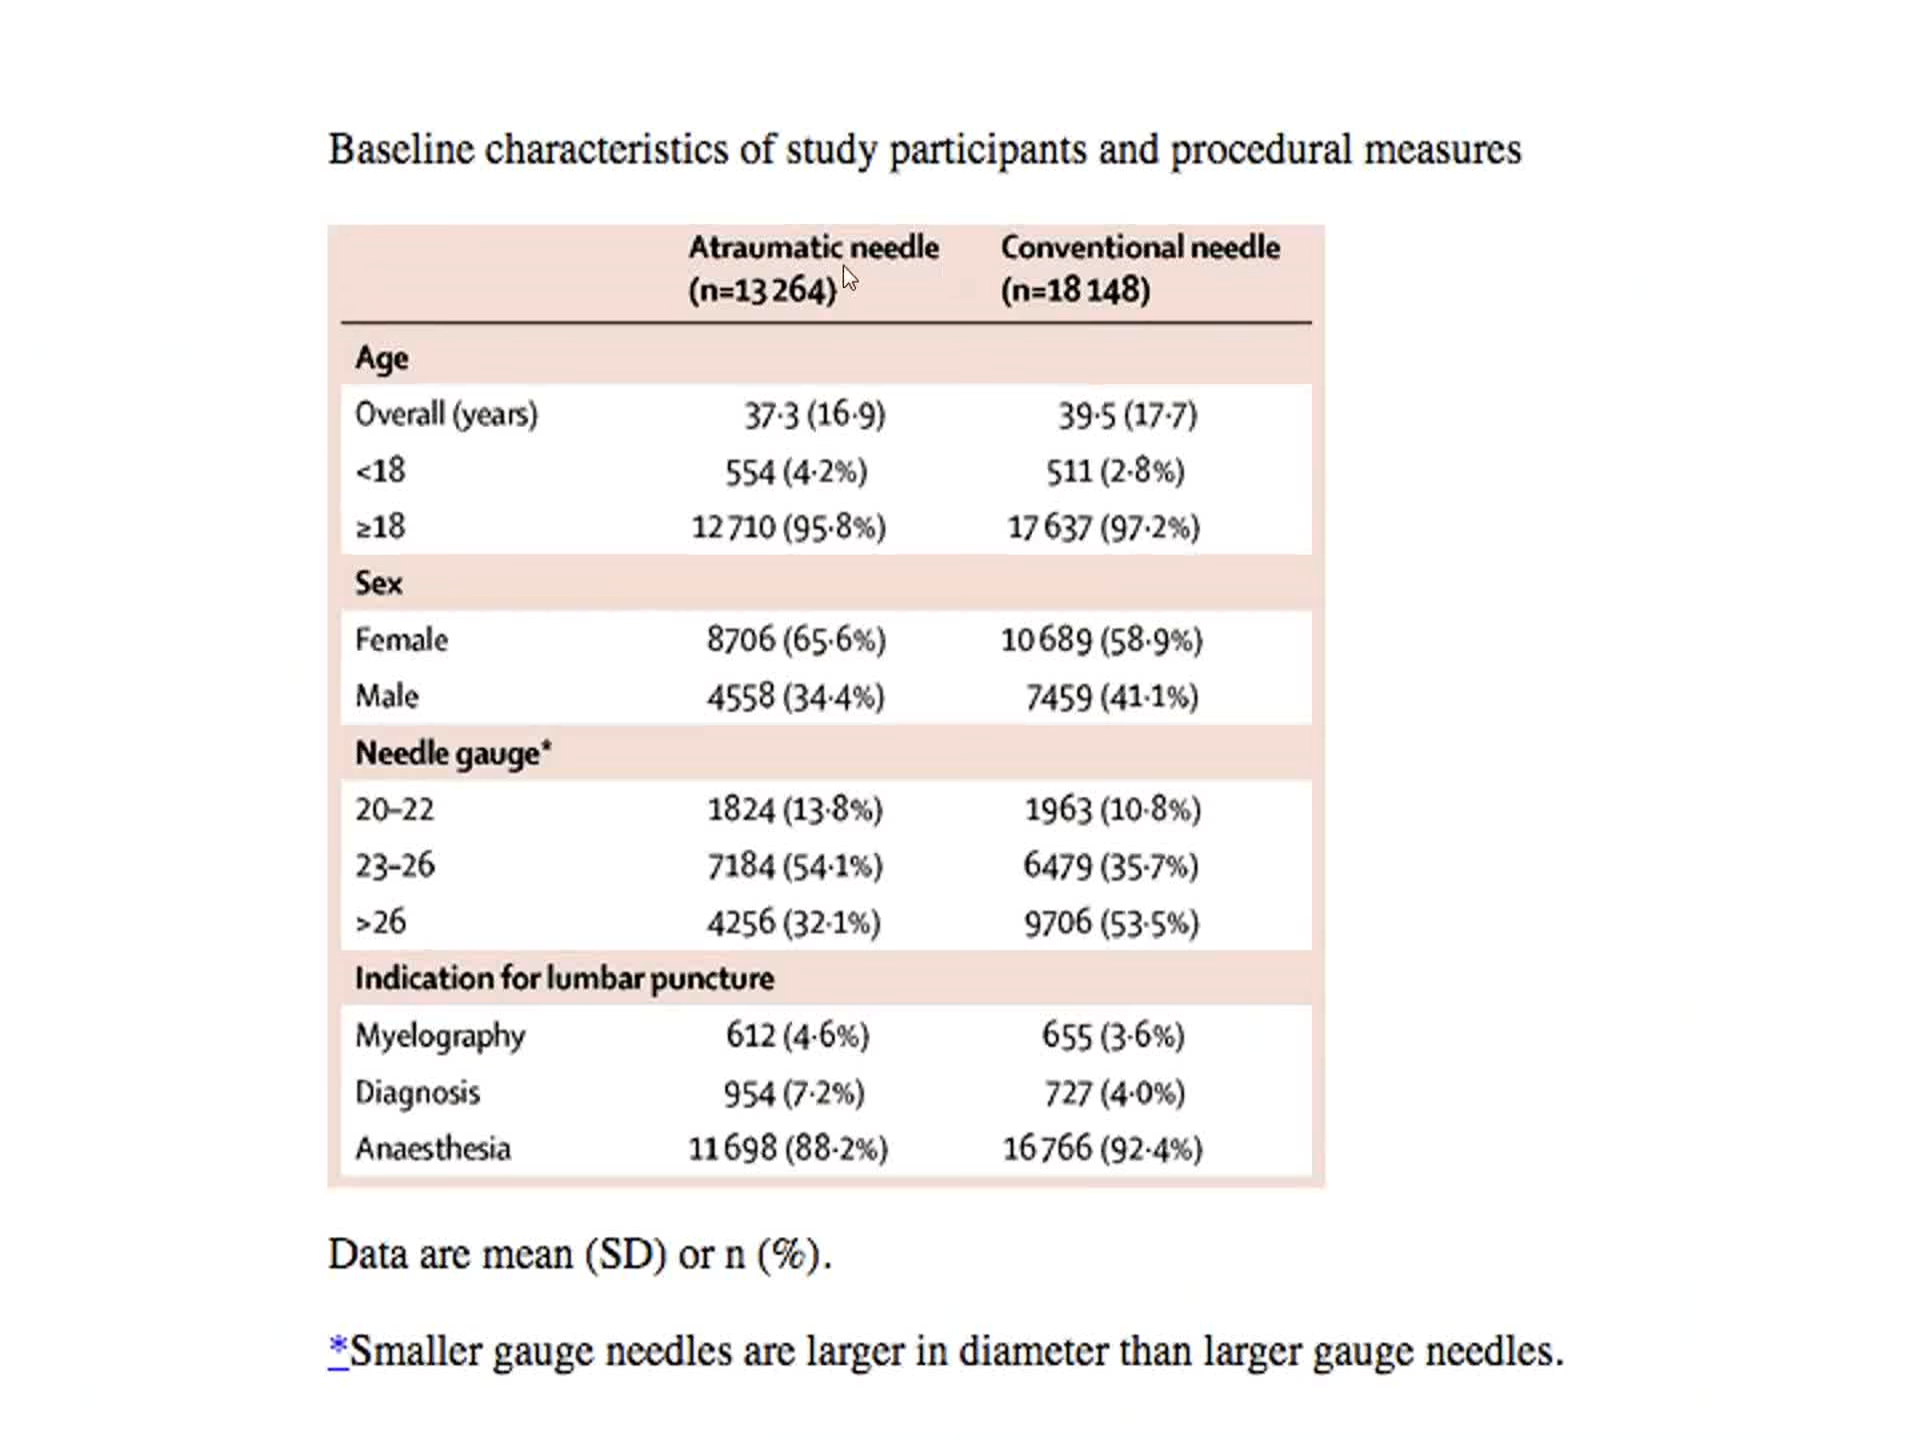 Baseline characteristics of study participants and procedural measures
Atraumatic needle Conventional needle
(n=13 264) (n=18 148)
Age
Overall (years) 37·3 (16·9) 39·5 (17·7)
<18 554 (4·2%) 511 (2·8%)
≥18 12 710 (95·8%) 17 637 (97·2%)
Sex
Female 8706 (65·6%) 10 689 (58·9%)
Male 4558 (34·4%) 7459 (41·1%)
Needle gauge*
20–22 1824 (13·8%) 1963 (10·8%)
23–26 7184 (54·1%) 6479 (35·7%)
>26 4256 (32·1%) 9706 (53·5%)
Indication for lumbar puncture
Myelography 612 (4·6%) 655 (3·6%)
Diagnosis 954 (7·2%) 727 (4·0%)
Anaesthesia 11 698 (88·2%) 16 766 (92·4%)
Data are mean (SD) or n (%).
*Smaller gauge needles are larger in diameter than larger gauge needles.